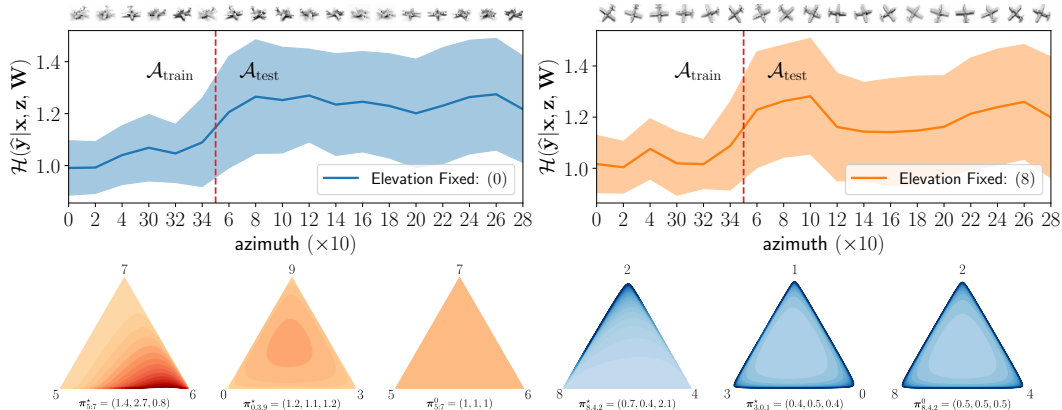 1.4
1.2
1.0
ℋ(ŷ|x, z, W)
𝒜train
𝒜test
Elevation Fixed: (0)
0 2 4 30 32 34 6 8 10 12 14 16 18 20 22 24 26 28
azimuth (×10)
1.4
1.2
1.0
ℋ(ŷ|x, z, W)
𝒜train
𝒜test
Elevation Fixed: (8)
0 2 4 30 32 34 6 8 10 12 14 16 18 20 22 24 26 28
azimuth (×10)
7
5 6
π*5:7 = (1.4, 2.7, 0.8)
9
0 3
π*0,3,9 = (1.2, 1.1, 1.2)
7
5 6
π⁰5:7 = (1, 1, 1)
2
8 4
π*8,4,2 = (0.7, 0.4, 2.1)
1
3 0
π*3,0,1 = (0.4, 0.5, 0.4)
2
8 4
π⁰8,4,2 = (0.5, 0.5, 0.5)